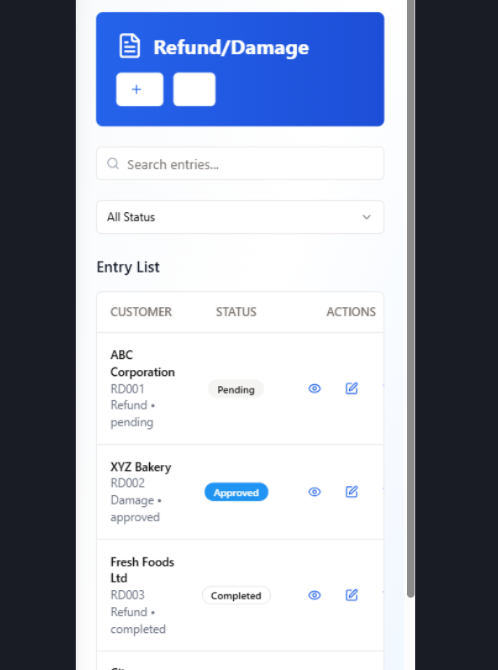 Refund/Damage
+
Search entries...
All Status
Entry List
CUSTOMER STATUS ACTIONS
ABC
Corporation
RD001
Refund •
pending
Pending
XYZ Bakery
RD002
Damage •
approved
Approved
Fresh Foods
Ltd
RD003
Refund •
completed
Completed